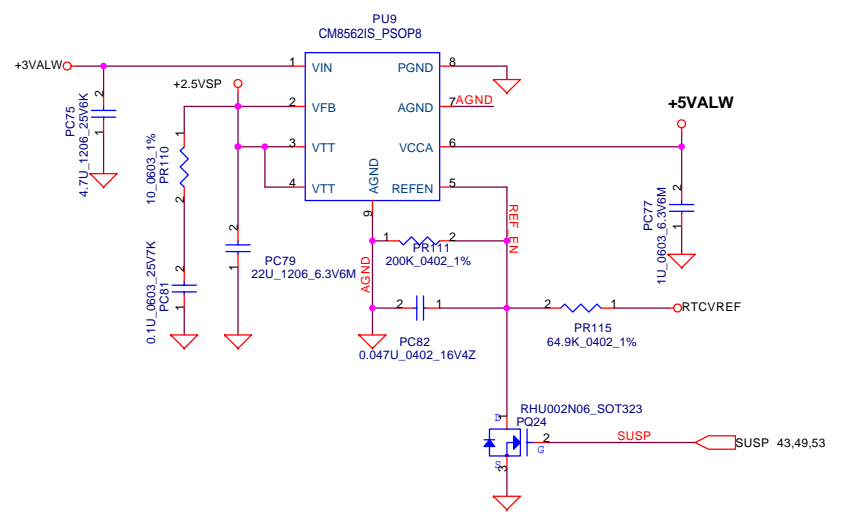 PU9
CM8562IS_PSOP8
+3VALW
1
VIN
PGND
8
+2.5VSP
2
VFB
AGND
7
AGND
+5VALW
3
VTT
VCCA
6
4
VTT
REFEN
5
AGND
9
2
PC75
1
4.7U_1206_25V6K
1
10_0603_1%
PR110
2
2
PC77
1
1U_0603_6.3V6M
REF_EN
1
PR111
2
200K_0402_1%
AGND
2
PC79
1
22U_1206_6.3V6M
2
0.1U_0603_25V7K
PC81
1
2
1
PC82
0.047U_0402_16V4Z
2
1
RTCVREF
PR115
64.9K_0402_1%
RHU002N06_SOT323
PQ24
D
1
2
G
S
3
SUSP
SUSP 43,49,53